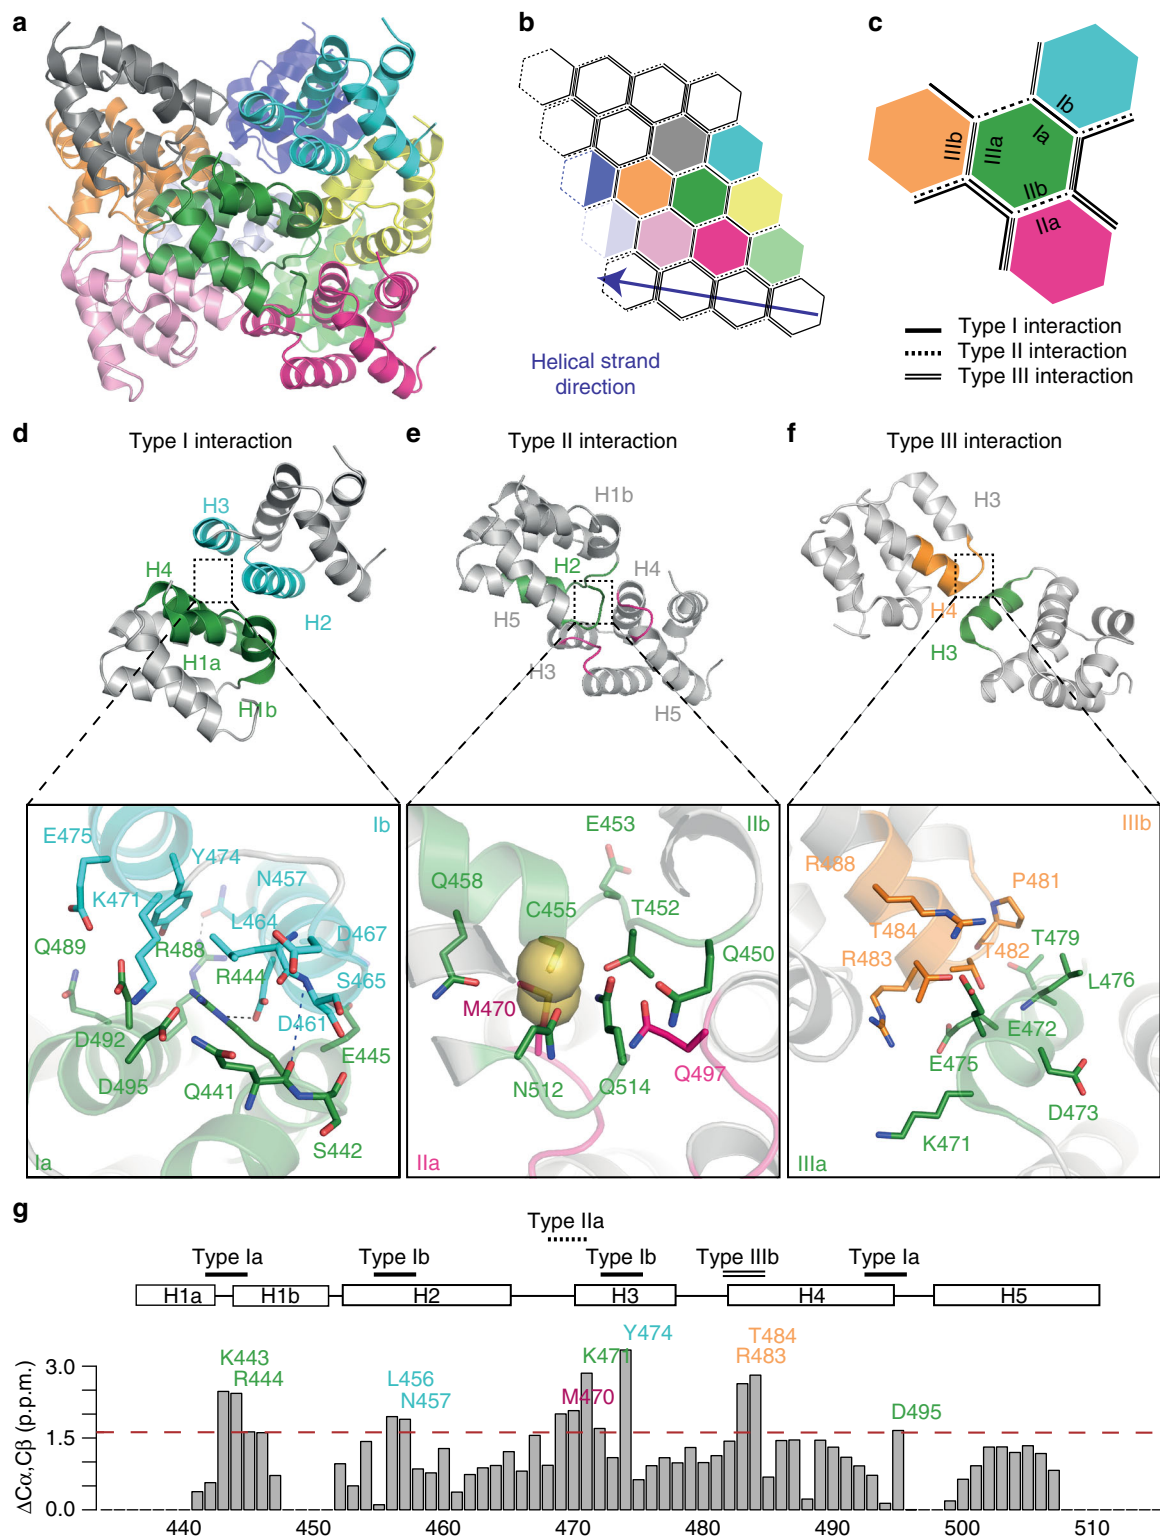 a
b
c
Ib
Ia
IIIb
IIIa
IIb
IIa
Helical strand
direction
Type I interaction
Type II interaction
Type III interaction
d
Type I interaction
e
Type II interaction
f
Type III interaction
H3
H4
H2
H1a
H1b
H1b
H2
H4
H5
H3
H5
H3
H4
H3
E475
Ib
Y474
K471
N457
L464
D467
Q489
R488
R444
S465
D461
D492
E445
D495
Q441
S442
Ia
E453
IIb
Q458
C455
T452
Q450
M470
N512
Q514
Q497
IIa
IIIb
R488
P481
T484
T482
T479
R483
L476
E472
E475
D473
K471
IIIa
g
Type IIa
Type Ia
Type Ib
Type Ib
Type IIIb
Type Ia
H1a
H1b
H2
H3
H4
H5
Y474
T484
K443
K471
R483
R444
L456
M470
N457
D495
ΔCα,Cβ (p.p.m.)
3.0
1.5
0.0
440
450
460
470
480
490
500
510